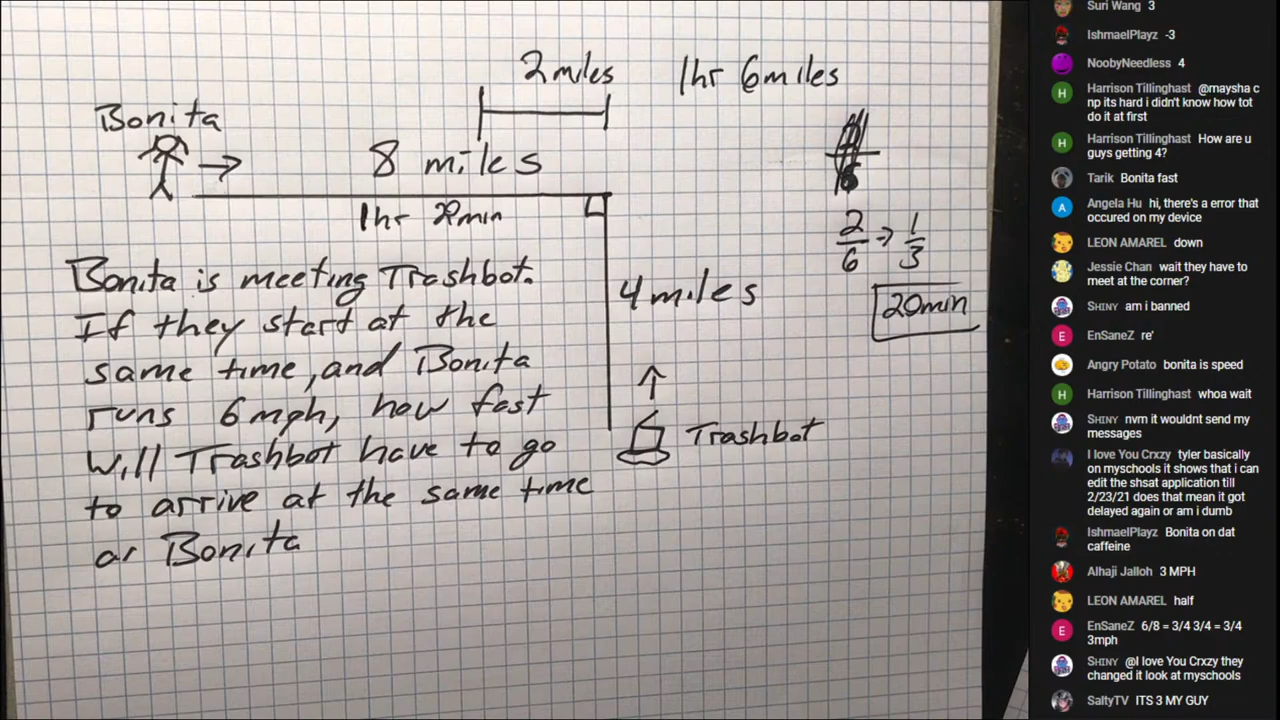 2 miles
1hr 6miles
Bonita
8 miles
1hr 20min
2/6 → 1/3
20min
4 miles
Trashbot
Bonita is meeting Trashbot.
If they start at the
same time, and Bonita
runs 6mph, how fast
will Trashbot have to go
to arrive at the same time
as Bonita
Suri Wang 3
IshmaelPlayz -3
NoobyNeedless 4
Harrison Tillinghast @maysha c
np its hard i didn't know how tot
do it at first
Harrison Tillinghast How are u
guys getting 4?
Tarik Bonita fast
Angela Hu hi, there's a error that
occured on my device
LEON AMAREL down
Jessie Chan wait they have to
meet at the corner?
SHINY am i banned
EnSaneZ re'
Angry Potato bonita is speed
Harrison Tillinghast whoa wait
SHINY nvm it wouldnt send my
messages
I love You Crxzy tyler basically
on myschools it shows that i can
edit the shsat application till
2/23/21 does that mean it got
delayed again or am i dumb
IshmaelPlayz Bonita on dat
caffeine
Alhaji Jalloh 3 MPH
LEON AMAREL half
EnSaneZ 6/8 = 3/4 3/4 = 3/4
3mph
SHINY @I love You Crxzy they
changed it look at myschools
SaltyTV ITS 3 MY GUY
H
H
A
E
H
E